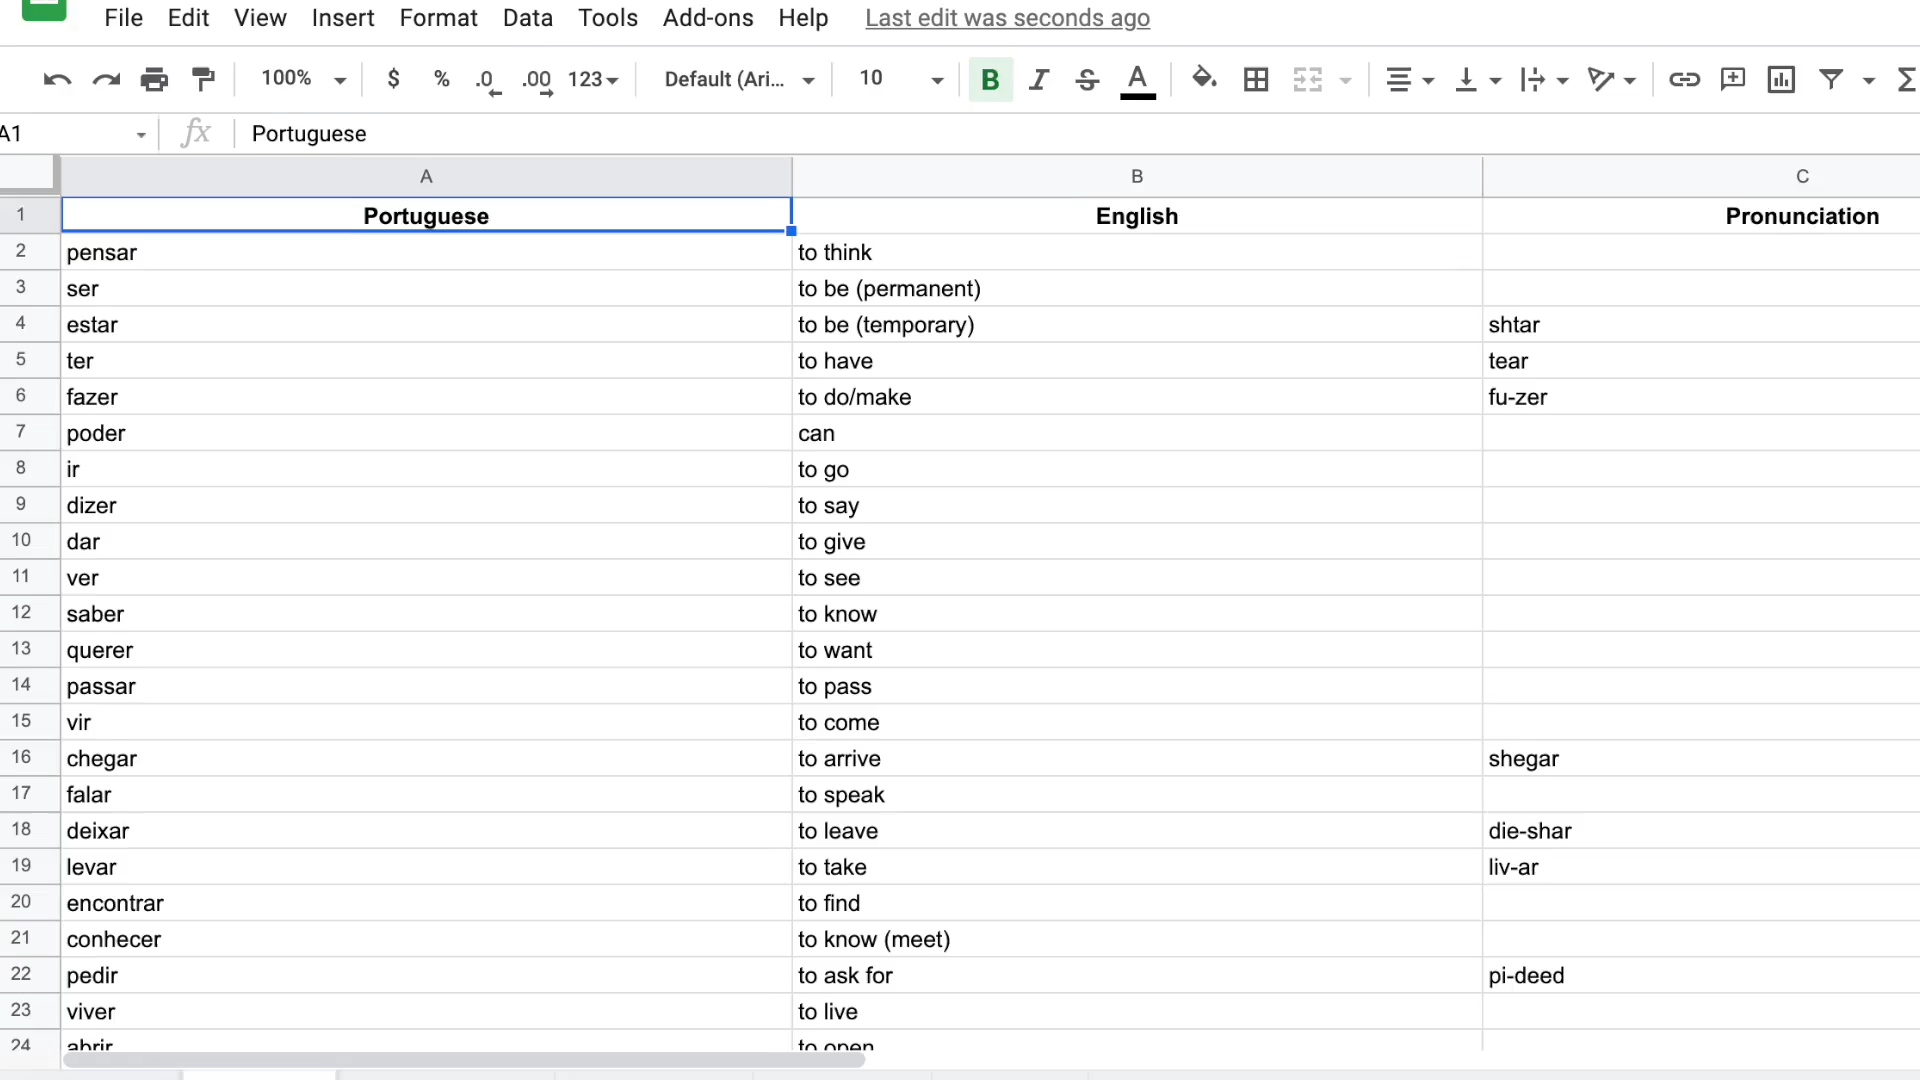 File Edit View Insert Format Data Tools Add-ons Help Last edit was seconds ago
100% $ % .0 .00 123 Default (Ari... 10 B I S A
A1 fx Portuguese
A B C
1 Portuguese English Pronunciation
2 pensar to think
3 ser to be (permanent)
4 estar to be (temporary) shtar
5 ter to have tear
6 fazer to do/make fu-zer
7 poder can
8 ir to go
9 dizer to say
10 dar to give
11 ver to see
12 saber to know
13 querer to want
14 passar to pass
15 vir to come
16 chegar to arrive shegar
17 falar to speak
18 deixar to leave die-shar
19 levar to take liv-ar
20 encontrar to find
21 conhecer to know (meet)
22 pedir to ask for pi-deed
23 viver to live
24 abrir to open